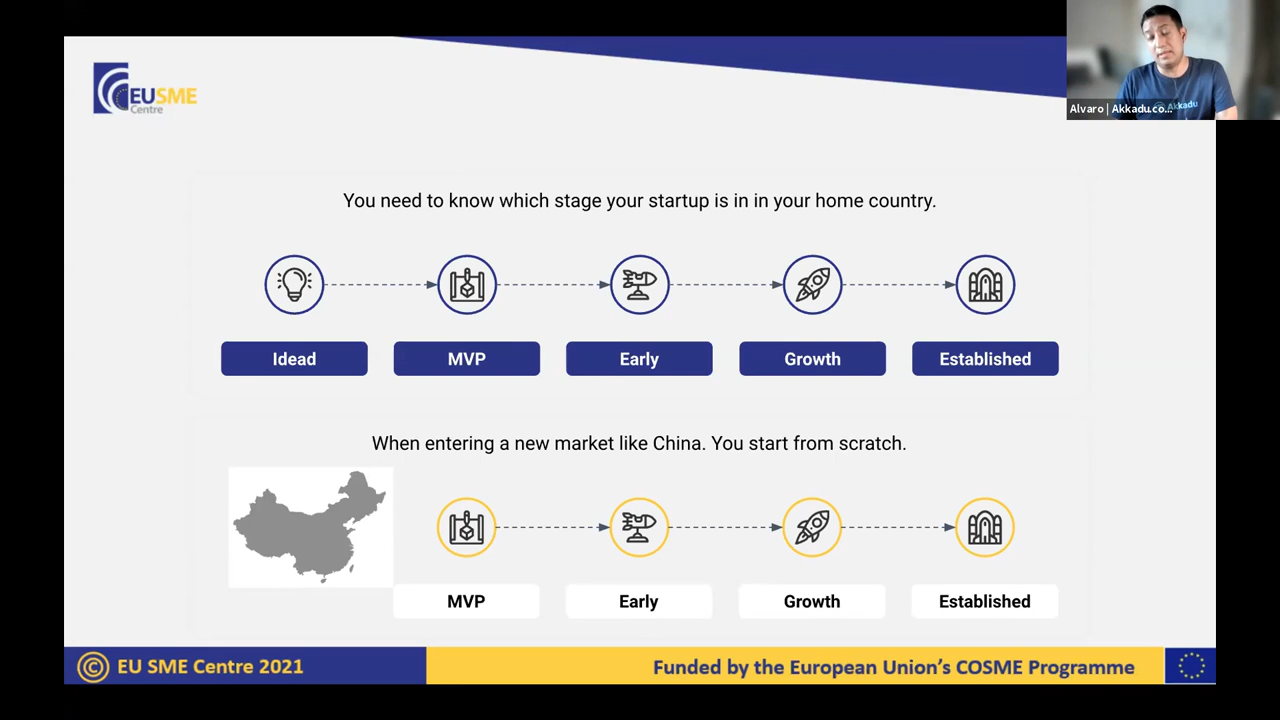 EUSME
Centre
Alvaro | Akkadu.co...
Akkadu
You need to know which stage your startup is in in your home country.
Idead
MVP
Early
Growth
Established
When entering a new market like China. You start from scratch.
MVP
Early
Growth
Established
© EU SME Centre 2021
Funded by the European Union's COSME Programme